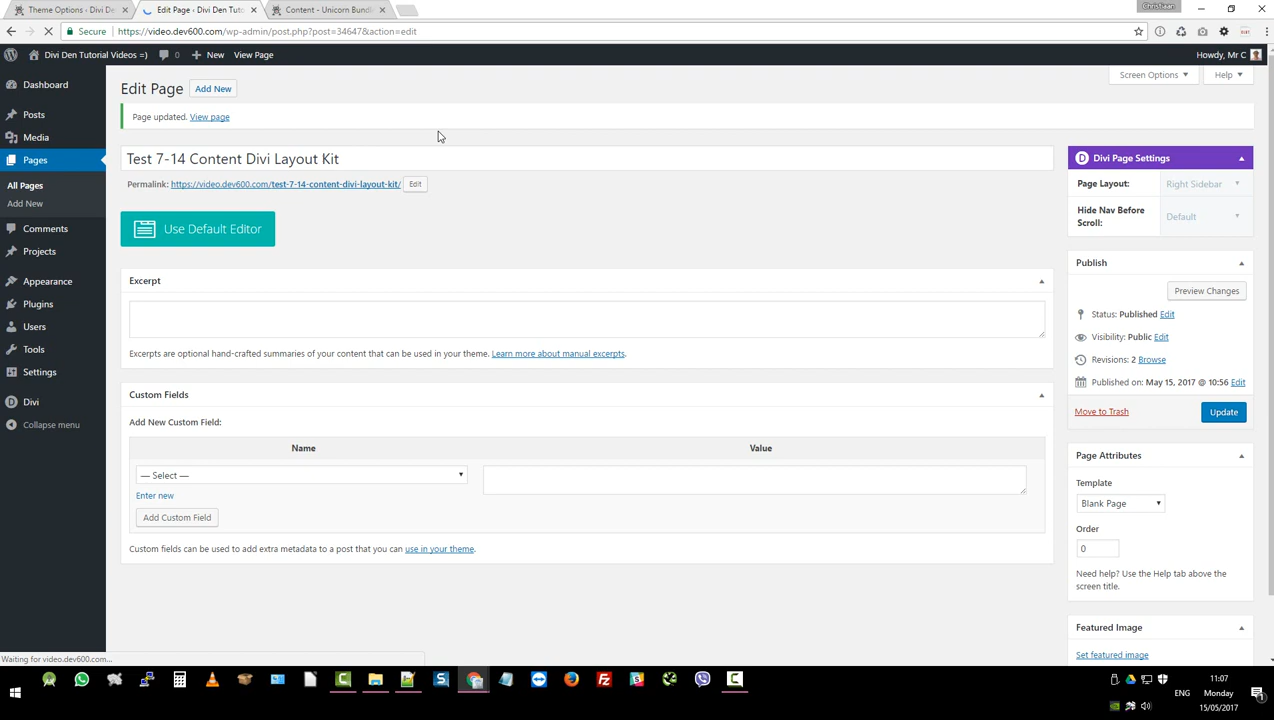 Theme Options ‹ Divi De
Edit Page ‹ Divi Den Tuto
Content - Unicorn Bundl
Christiaan
Secure
https://video.dev600.com/wp-admin/post.php?post=34647&action=edit
Divi Den Tutorial Videos =)
0
New
View Page
Howdy, Mr C
Dashboard
Posts
Media
Pages
All Pages
Add New
Comments
Projects
Appearance
Plugins
Users
Tools
Settings
Divi
Collapse menu
Edit Page
Add New
Screen Options
Help
Page updated. View page
Test 7-14 Content Divi Layout Kit
Permalink: https://video.dev600.com/test-7-14-content-divi-layout-kit/ Edit
Use Default Editor
Excerpt
Excerpts are optional hand-crafted summaries of your content that can be used in your theme. Learn more about manual excerpts.
Custom Fields
Add New Custom Field:
Name
Value
— Select —
Enter new
Add Custom Field
Custom fields can be used to add extra metadata to a post that you can use in your theme.
Divi Page Settings
Page Layout:
Right Sidebar
Hide Nav Before
Scroll:
Default
Publish
Preview Changes
Status: Published Edit
Visibility: Public Edit
Revisions: 2 Browse
Published on: May 15, 2017 @ 10:56 Edit
Move to Trash
Update
Page Attributes
Template
Blank Page
Order
0
Need help? Use the Help tab above the
screen title.
Featured Image
Set featured image
Waiting for video.dev600.com...
ENG
11:07
Monday
15/05/2017